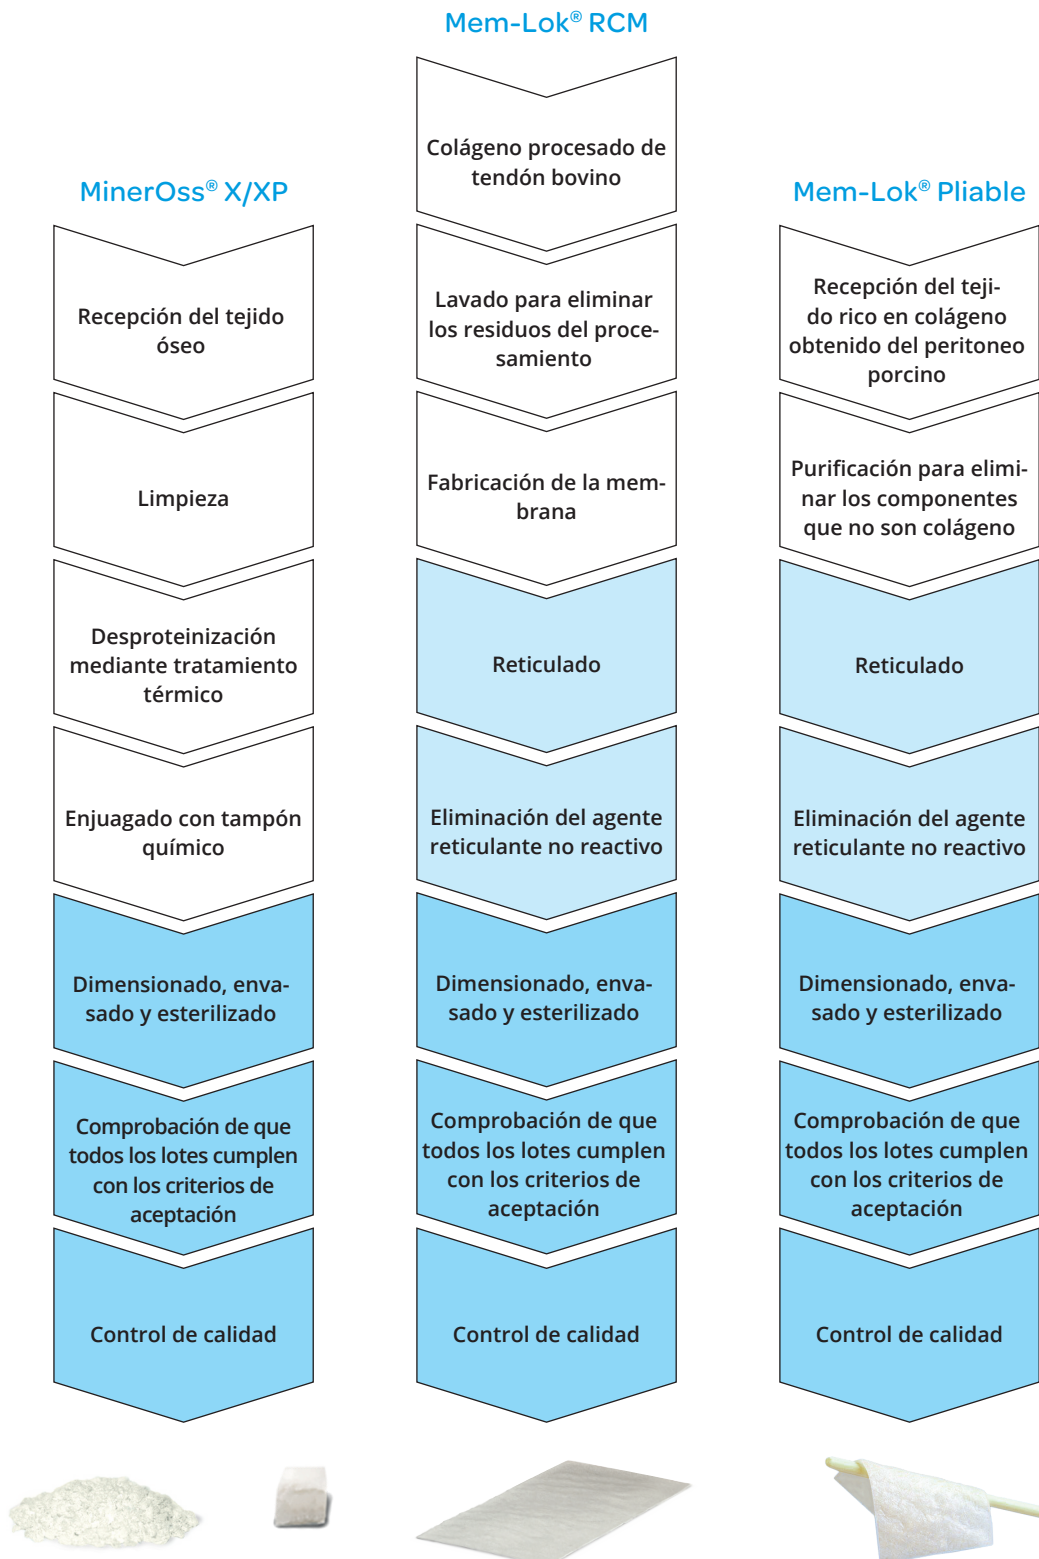 Mem-Lok® RCM
Colágeno procesado de
tendón bovino
Lavado para eliminar
los residuos del proce-
samiento
Fabricación de la mem-
brana
Reticulado
Eliminación del agente
reticulante no reactivo
Dimensionado, enva-
sado y esterilizado
Comprobación de que
todos los lotes cumplen
con los criterios de
aceptación
Control de calidad
MinerOss® X/XP
Recepción del tejido
óseo
Limpieza
Desproteinización
mediante tratamiento
térmico
Enjuagado con tampón
químico
Dimensionado, enva-
sado y esterilizado
Comprobación de que
todos los lotes cumplen
con los criterios de
aceptación
Control de calidad
Mem-Lok® Pliable
Recepción del teji-
do rico en colágeno
obtenido del peritoneo
porcino
Purificación para elimi-
nar los componentes
que no son colágeno
Reticulado
Eliminación del agente
reticulante no reactivo
Dimensionado, enva-
sado y esterilizado
Comprobación de que
todos los lotes cumplen
con los criterios de
aceptación
Control de calidad